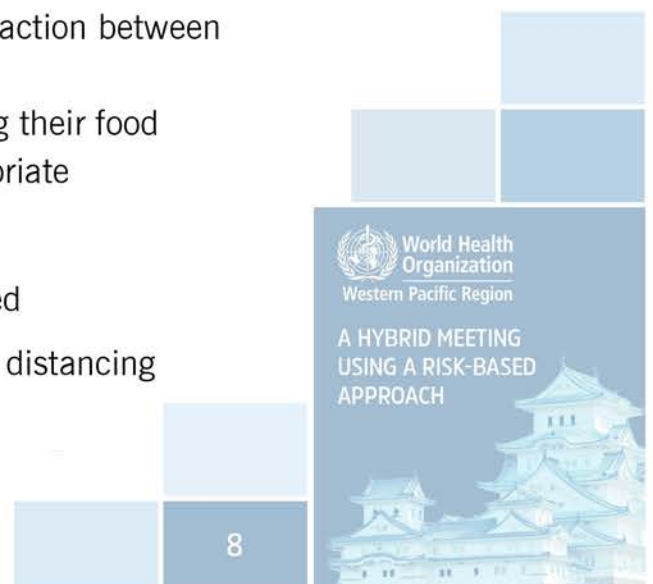 action between
g their food
riate
ed
distancing
World Health
Organization
Western Pacific Region
A HYBRID MEETING
USING A RISK-BASED
APPROACH
8